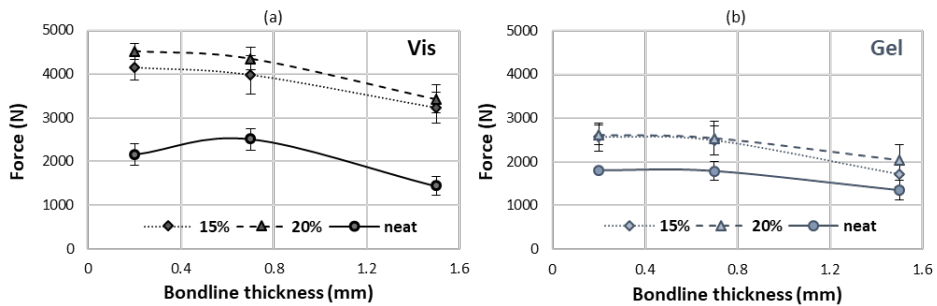 (a)
Vis
Force (N)
5000
4000
3000
2000
1000
0
15%
20%
neat
0
0.4
0.8
1.2
1.6
Bondline thickness (mm)
(b)
Gel
Force (N)
5000
4000
3000
2000
1000
0
15%
20%
neat
0
0.4
0.8
1.2
1.6
Bondline thickness (mm)